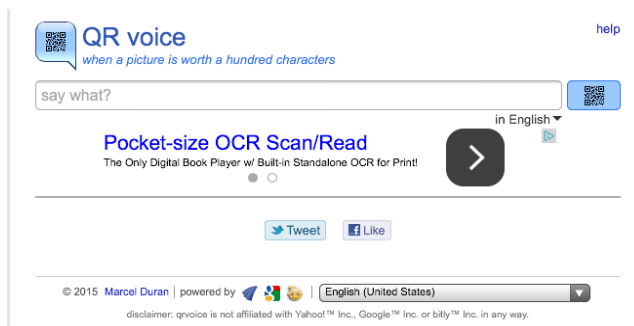 QR voice
help
when a picture is worth a hundred characters
say what?
in English
Pocket-size OCR Scan/Read
The Only Digital Book Player w/ Built-in Standalone OCR for Print!
Tweet
Like
© 2015 Marcel Duran | powered by | English (United States)
disclaimer: qrvoice is not affiliated with Yahoo!™ Inc., Google™ Inc. or bitly™ Inc. in any way.